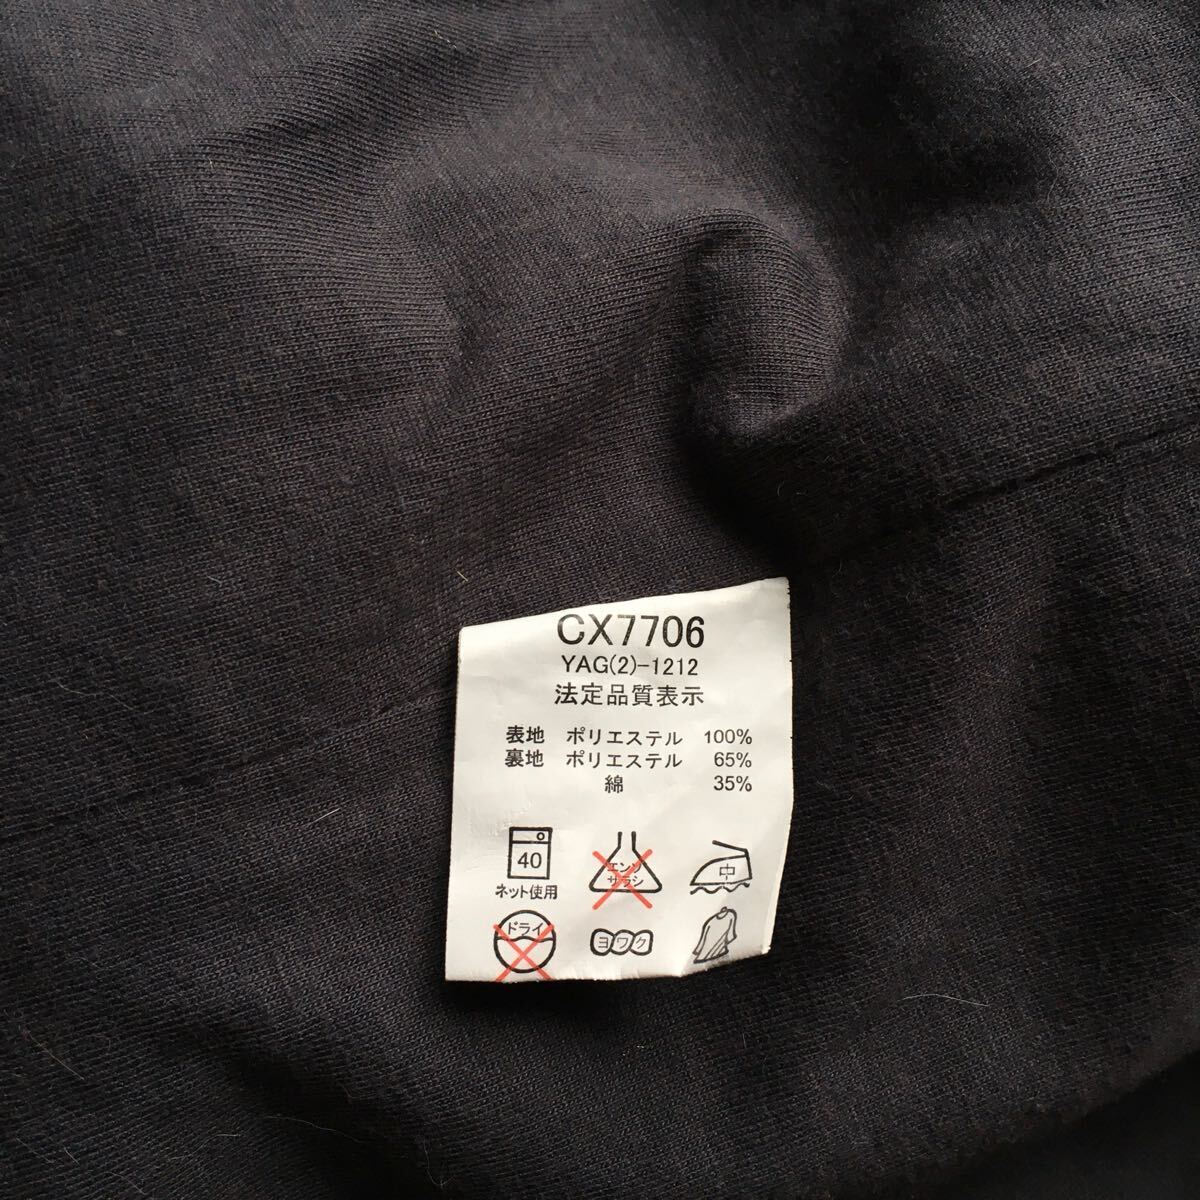 CX7706
YAG(2)-1212
法定品質表示
表地 ポリエステル 100%
裏地 ポリエステル 65%
綿 35%
40
ネット使用
エンソ
サラシ
中
ドライ
ヨワク